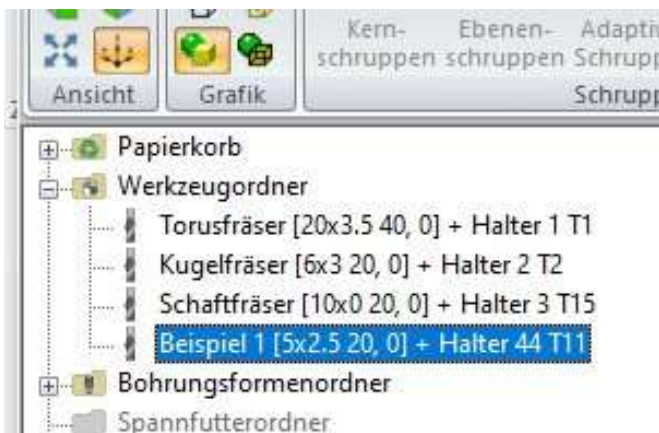 Kern- Ebenen- Adaptiv
schruppen schruppen Schrupp
Ansicht Grafik Schrupp
Papierkorb
Werkzeugordner
Torusfräser [20x3.5 40, 0] + Halter 1 T1
Kugelfräser [6x3 20, 0] + Halter 2 T2
Schaftfräser [10x0 20, 0] + Halter 3 T15
Beispiel 1 [5x2.5 20, 0] + Halter 44 T11
Bohrungsformenordner
Spannfutterordner